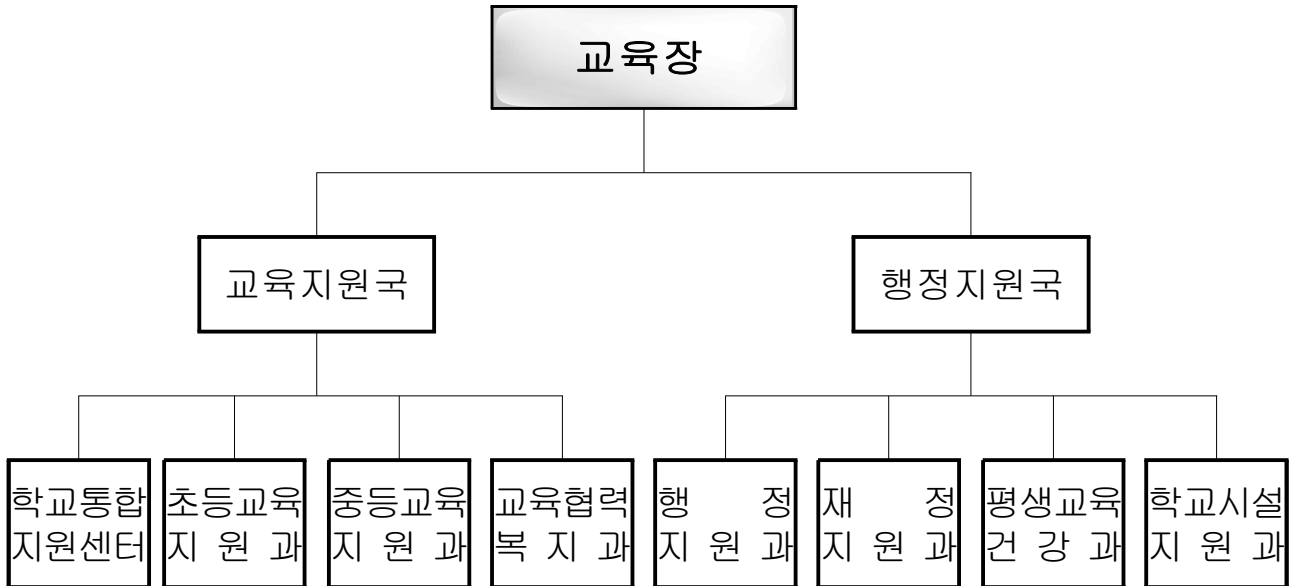 교육장
교육지원국
행정지원국
학교통합
지원센터
초등교육
지 원 과
중등교육
지 원 과
교육협력
복 지 과
행 정
지 원 과
재 정
지 원 과
평생교육
건 강 과
학교시설
지 원 과